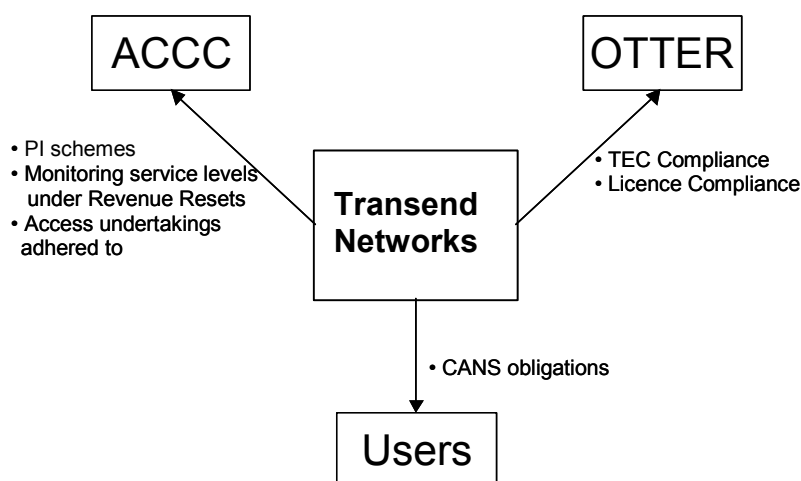 ACCC
OTTER
• PI schemes
• Monitoring service levels
under Revenue Resets
• Access undertakings
adhered to
Transend
Networks
• TEC Compliance
• Licence Compliance
• CANS obligations
Users